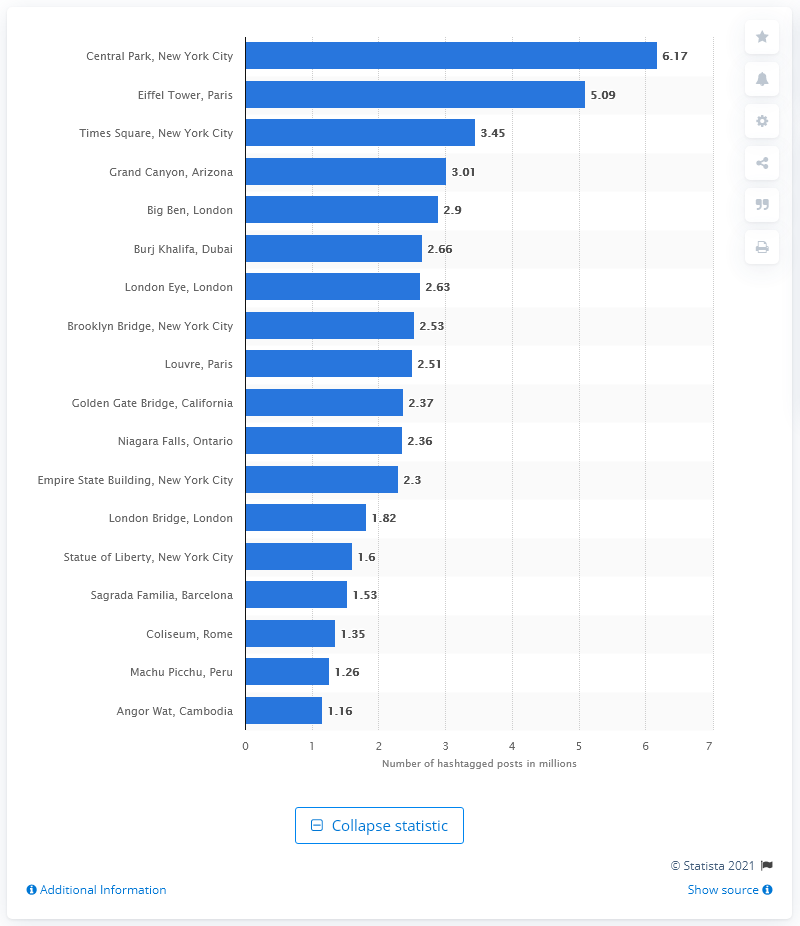 Central Park, New York City 6.17
Eiffel Tower, Paris 5.09
Times Square, New York City 3.45
Grand Canyon, Arizona 3.01
Big Ben, London 2.9
Burj Khalifa, Dubai 2.66
London Eye, London 2.63
Brooklyn Bridge, New York City 2.53
Louvre, Paris 2.51
Golden Gate Bridge, California 2.37
Niagara Falls, Ontario 2.36
Empire State Building, New York City 2.3
London Bridge, London 1.82
Statue of Liberty, New York City 1.6
Sagrada Familia, Barcelona 1.53
Coliseum, Rome 1.35
Machu Picchu, Peru 1.26
Angor Wat, Cambodia 1.16
0 1 2 3 4 5 6 7
Number of hashtagged posts in millions
Collapse statistic
© Statista 2021
Additional Information Show source